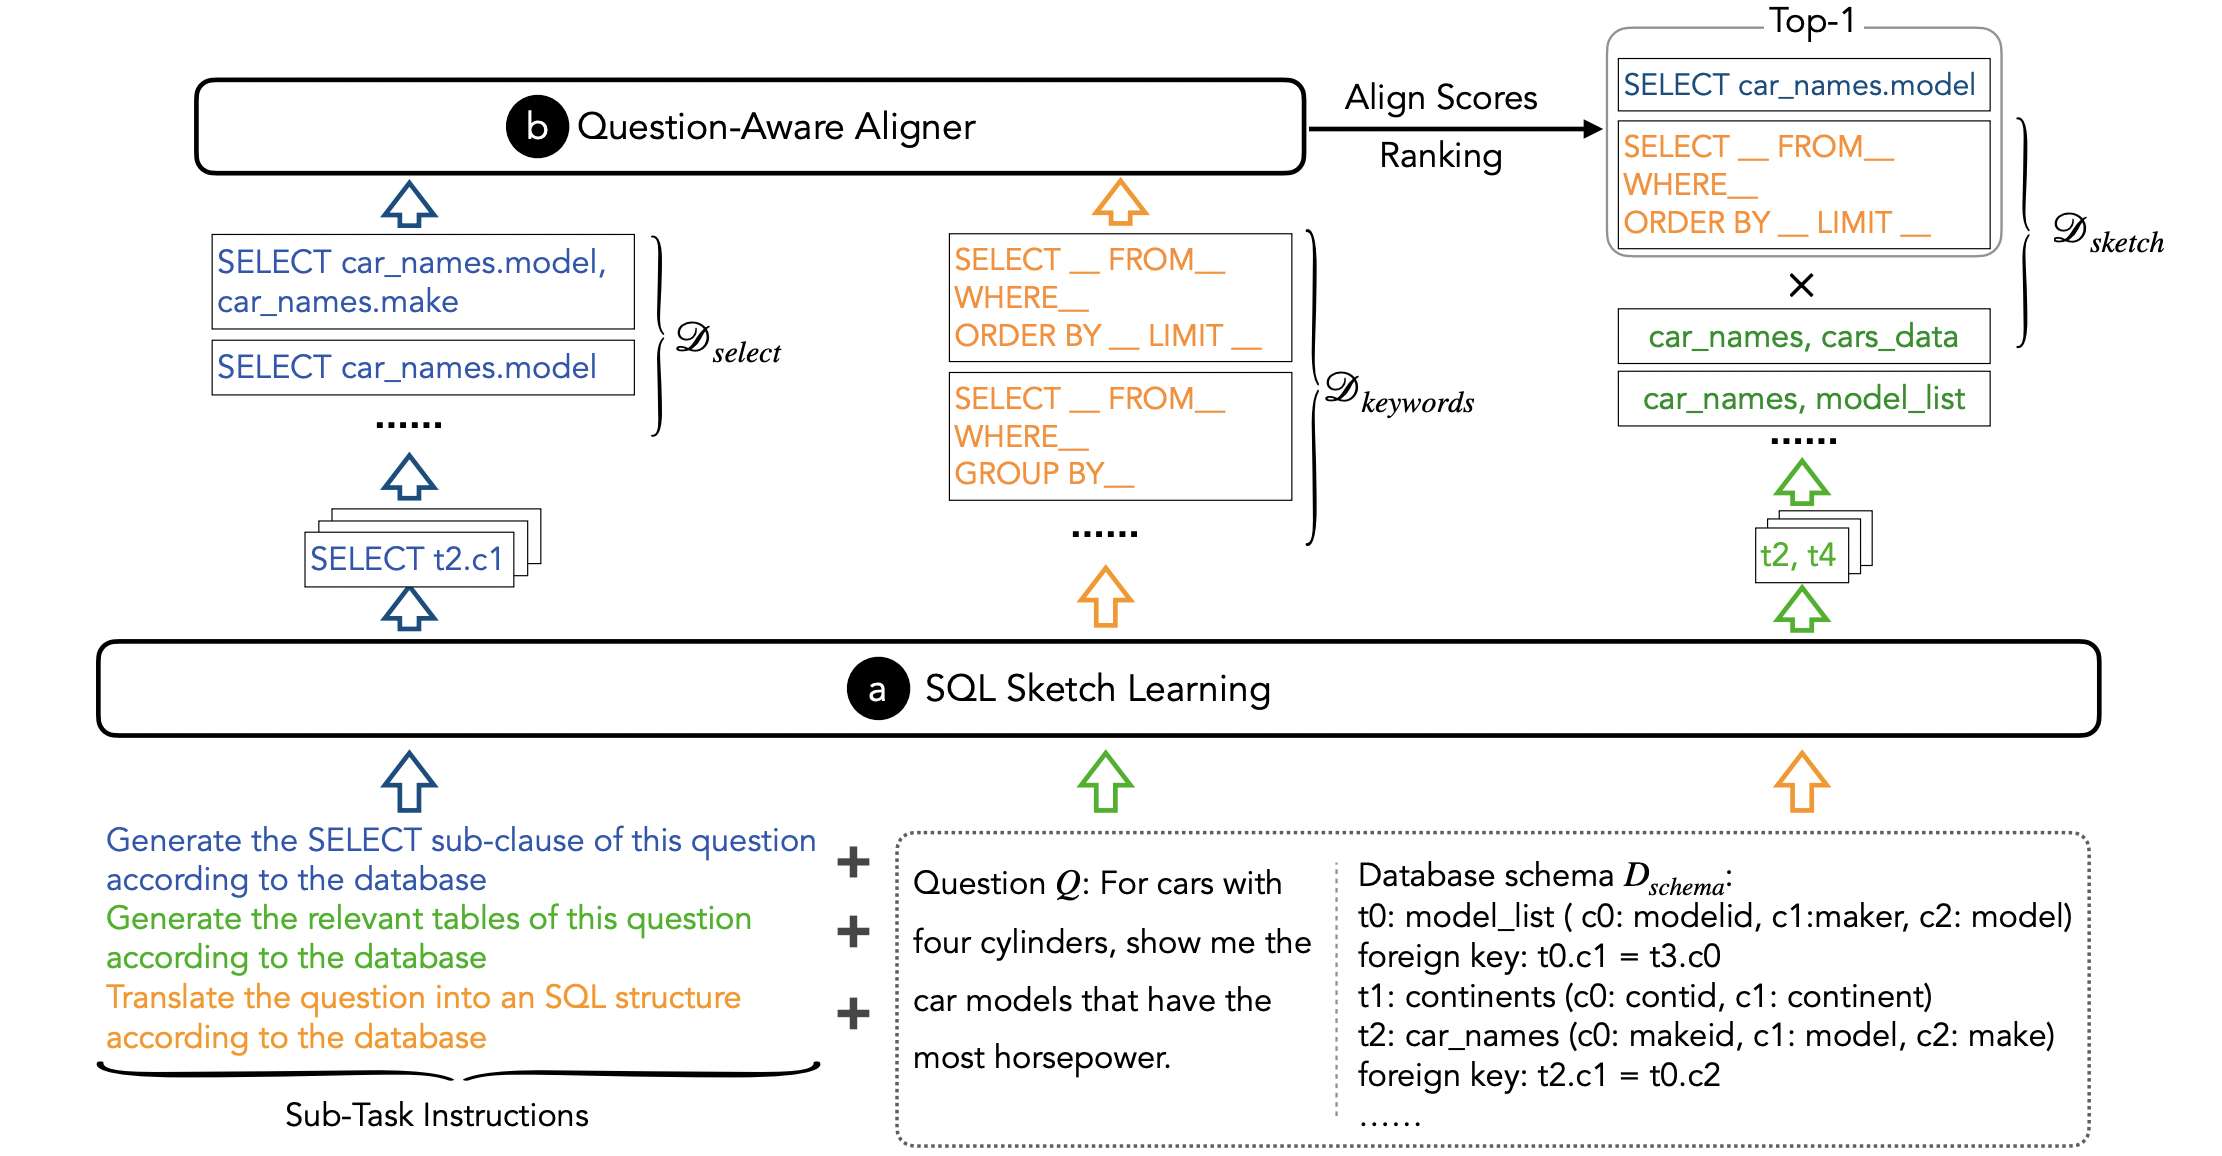 Top-1
SELECT car_names.model
SELECT __ FROM__
WHERE__
ORDER BY __ LIMIT __
𝒟sketch
×
car_names, cars_data
car_names, model_list
......
t2, t4
b Question-Aware Aligner
Align Scores
Ranking
SELECT car_names.model,
car_names.make
SELECT car_names.model
......
𝒟select
SELECT t2.c1
SELECT __ FROM__
WHERE__
ORDER BY __ LIMIT __
SELECT __ FROM__
WHERE__
GROUP BY__
......
𝒟keywords
a SQL Sketch Learning
Generate the SELECT sub-clause of this question
according to the database
Generate the relevant tables of this question
according to the database
Translate the question into an SQL structure
according to the database
Sub-Task Instructions
+
+
+
Question Q: For cars with
four cylinders, show me the
car models that have the
most horsepower.
Database schema Dschema:
t0: model_list ( c0: modelid, c1:maker, c2: model)
foreign key: t0.c1 = t3.c0
t1: continents (c0: contid, c1: continent)
t2: car_names (c0: makeid, c1: model, c2: make)
foreign key: t2.c1 = t0.c2
......